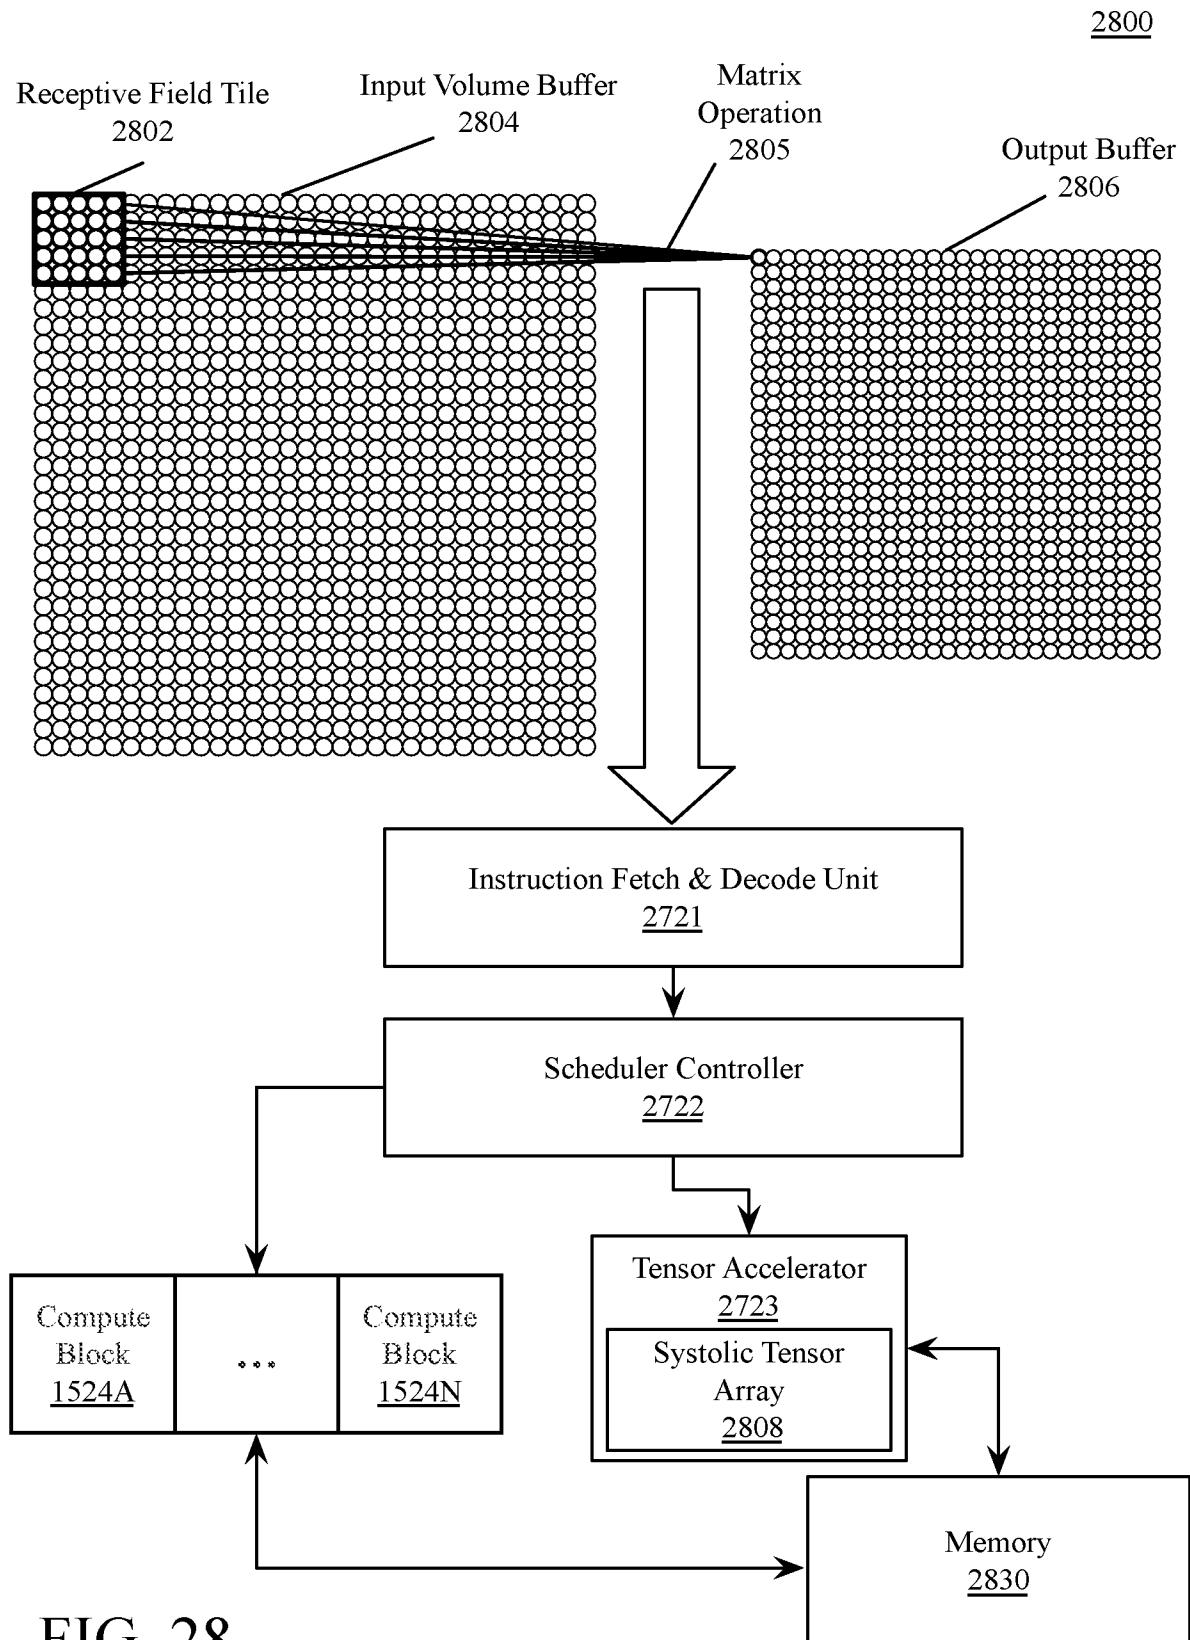 2800
Receptive Field Tile
2802
Input Volume Buffer
2804
Matrix
Operation
2805
Output Buffer
2806
Instruction Fetch & Decode Unit
2721
Scheduler Controller
2722
Tensor Accelerator
2723
Systolic Tensor
Array
2808
Compute
Block
1524A
...
Compute
Block
1524N
Memory
2830
FIG. 28